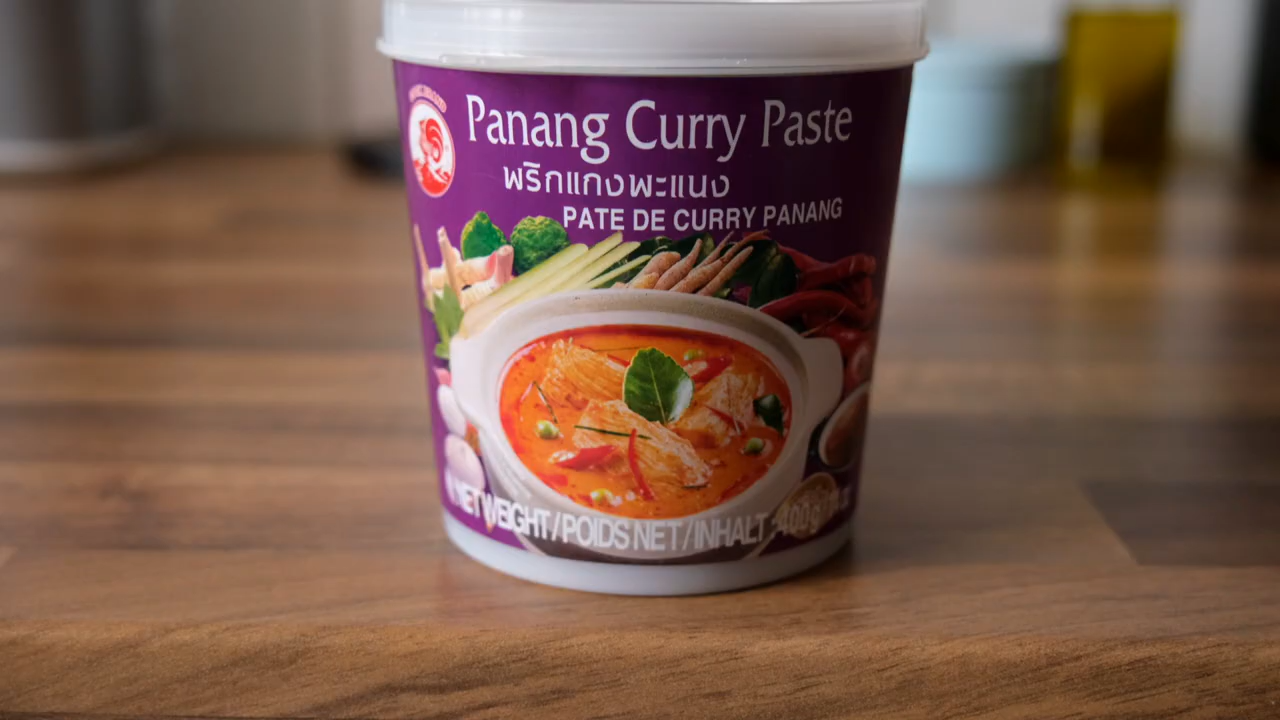 Panang Curry Paste
พริกแกงพะแนง
PATE DE CURRY PANANG
NET WEIGHT/POIDS NET/INHALT : 400g